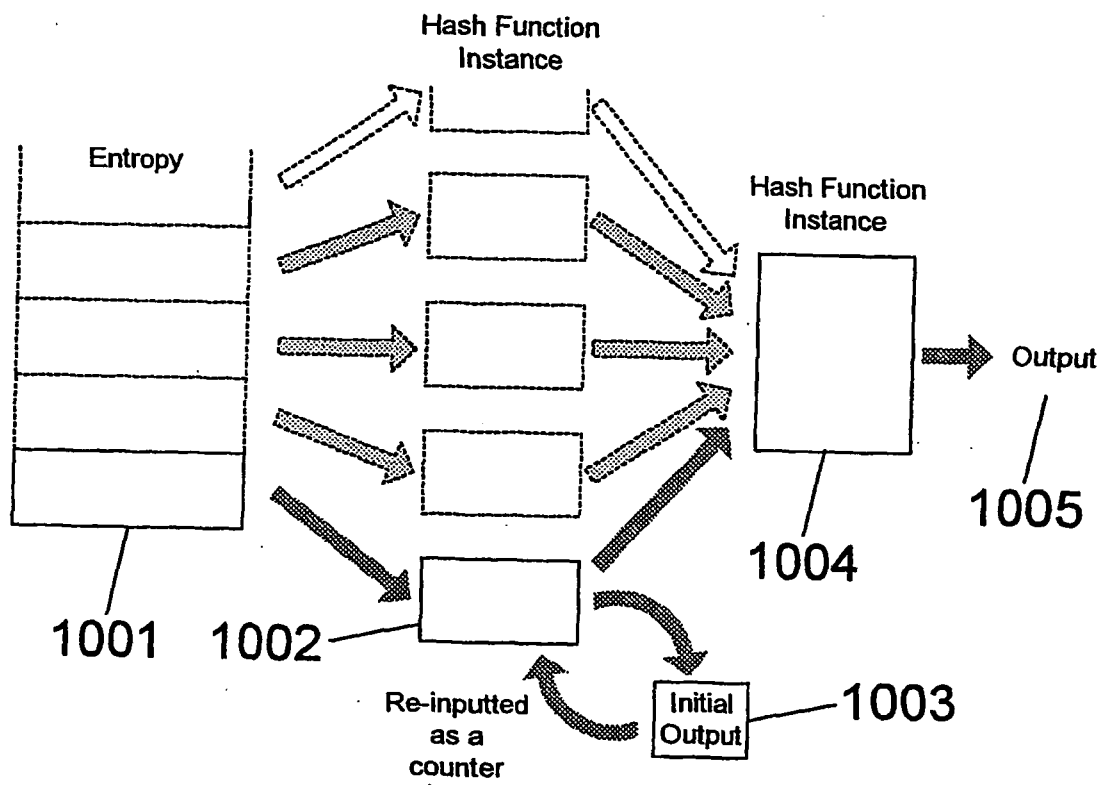 Hash Function
Instance
Entropy
Hash Function
Instance
Output
1005
1004
1001
1002
1003
Initial
Output
Re-inputted
as a
counter